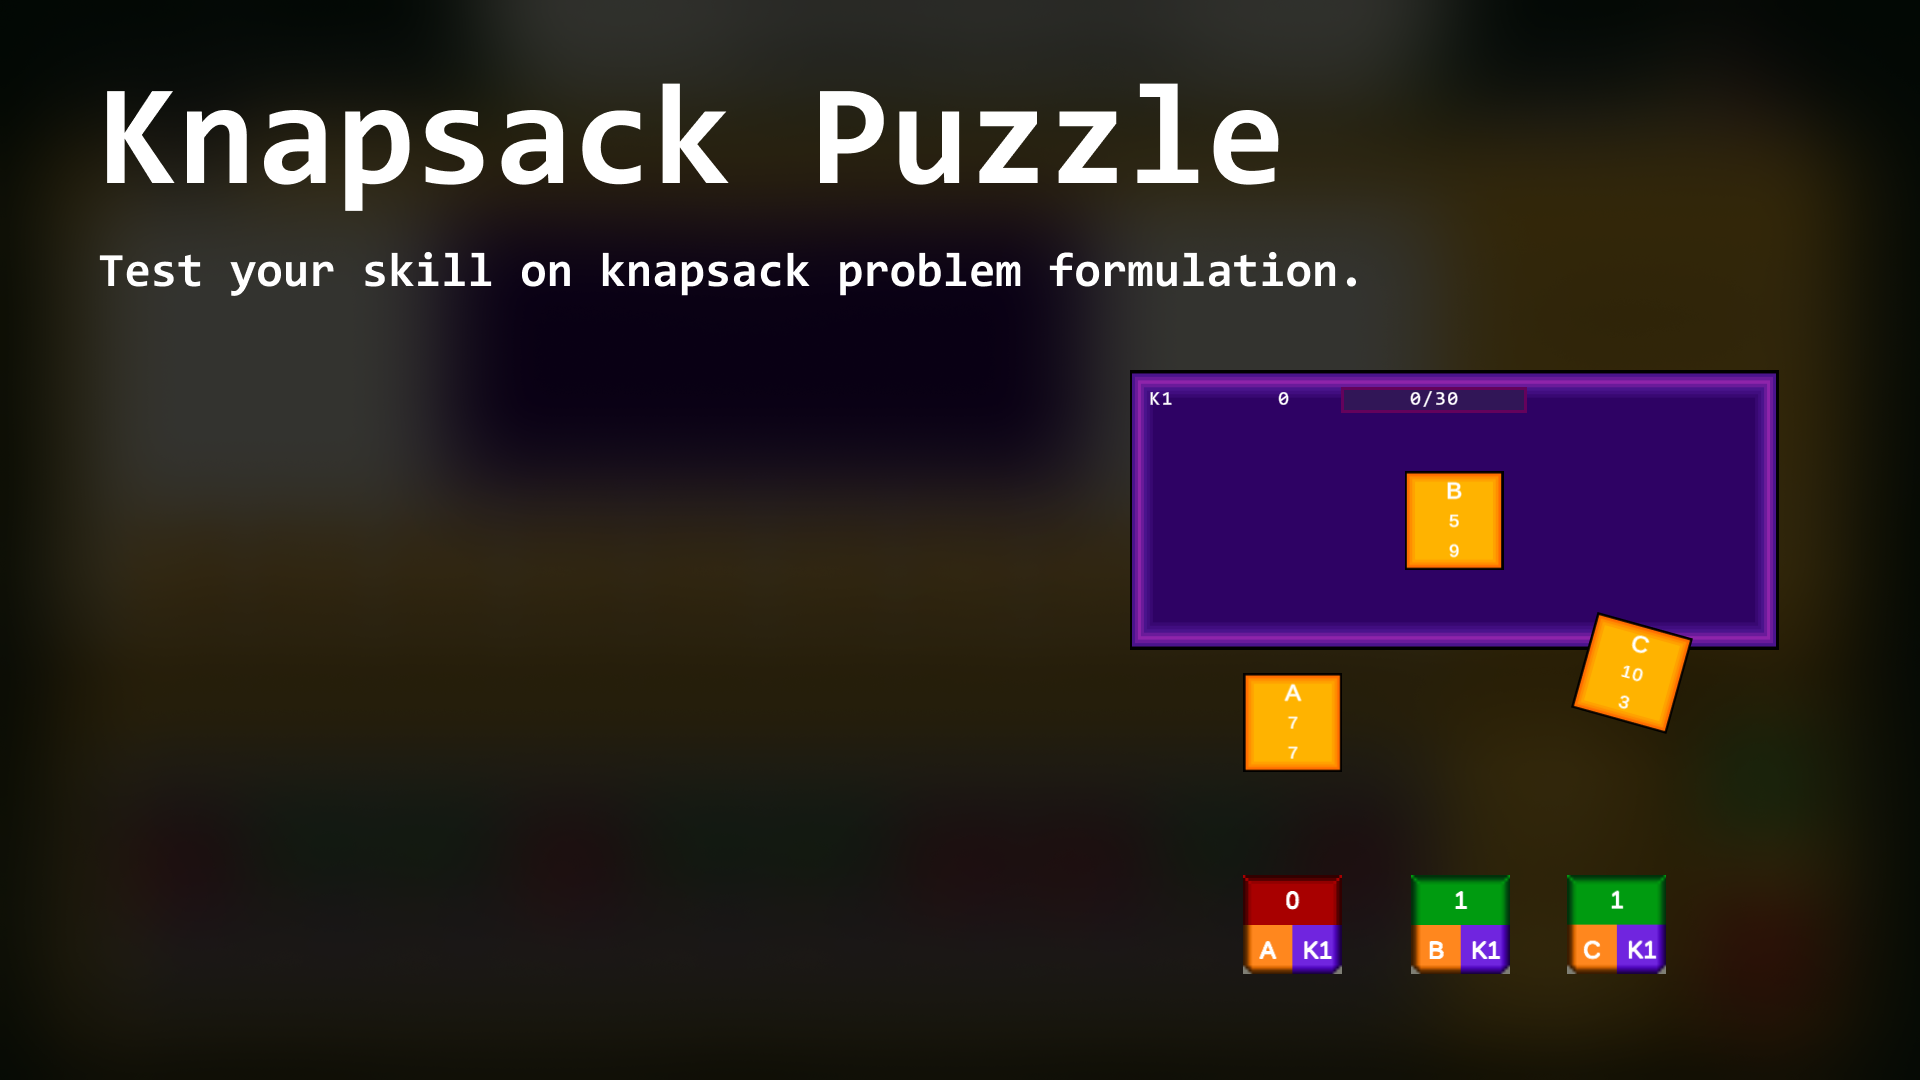 Knapsack Puzzle
Test your skill on knapsack problem formulation.
K1 0 0/30
B
5
9
C
10
3
A
7
7
0
A K1
1
B K1
1
C K1